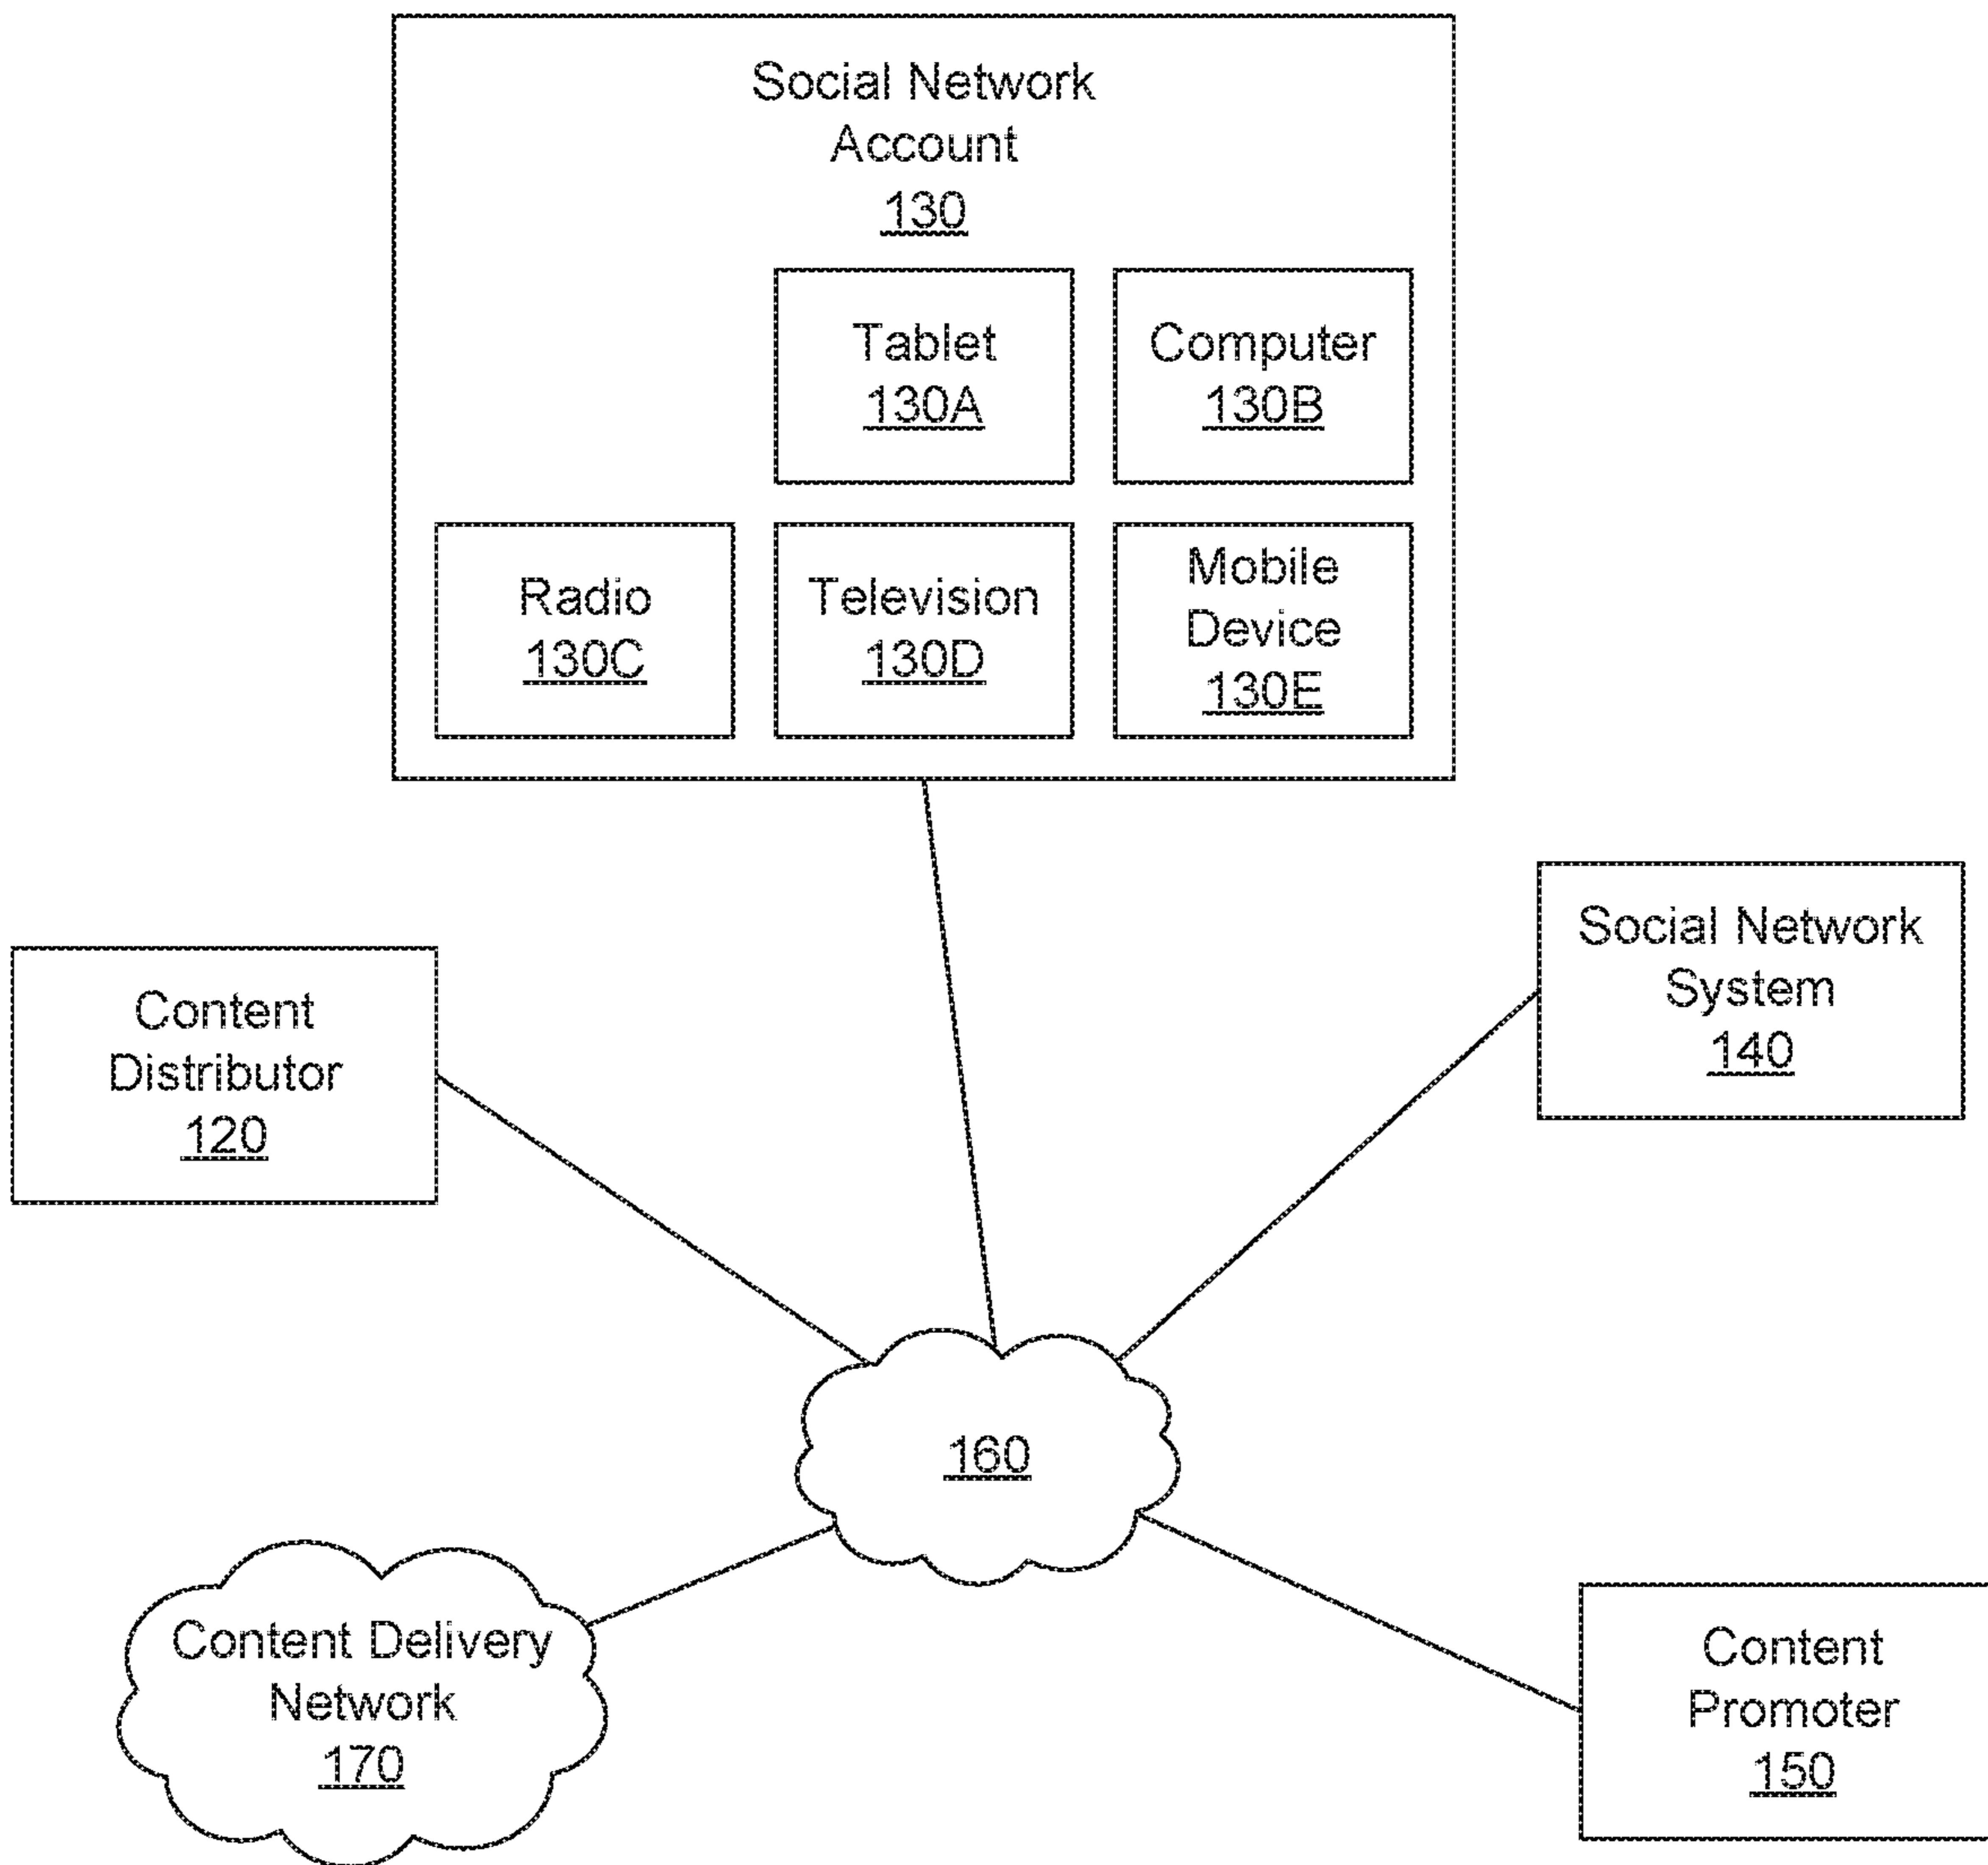 Social Network
Account
130
Tablet
130A
Computer
130B
Radio
130C
Television
130D
Mobile
Device
130E
Social Network
System
140
Content
Distributor
120
160
Content Delivery
Network
170
Content
Promoter
150